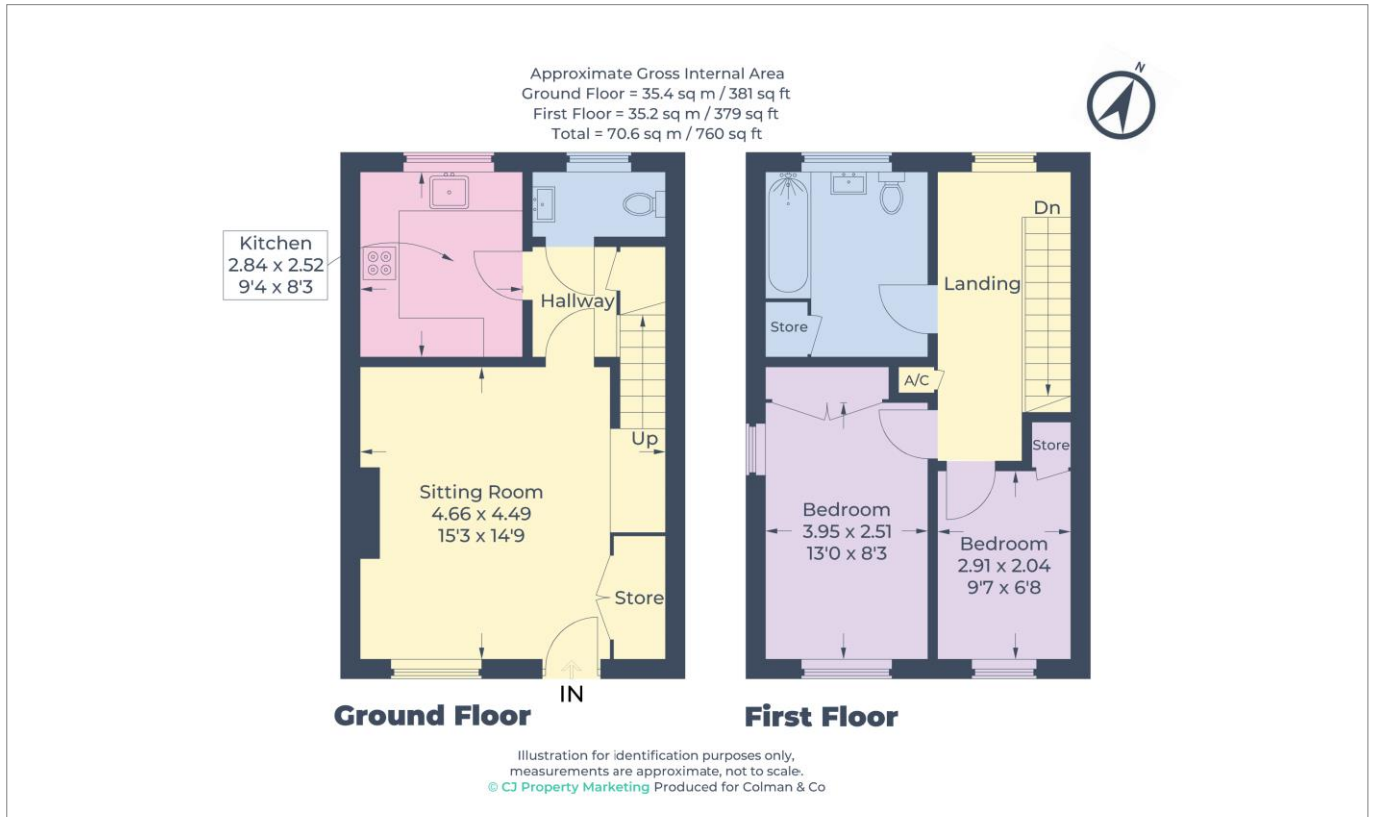 Approximate Gross Internal Area
Ground Floor = 35.4 sq m / 381 sq ft
First Floor = 35.2 sq m / 379 sq ft
Total = 70.6 sq m / 760 sq ft
N
Kitchen
2.84 x 2.52
9'4 x 8'3
Hallway
Up
Sitting Room
4.66 x 4.49
15'3 x 14'9
Store
IN
Ground Floor
Dn
Landing
Store
A/C
Store
Bedroom
3.95 x 2.51
13'0 x 8'3
Bedroom
2.91 x 2.04
9'7 x 6'8
First Floor
Illustration for identification purposes only,
measurements are approximate, not to scale.
© CJ Property Marketing Produced for Colman & Co